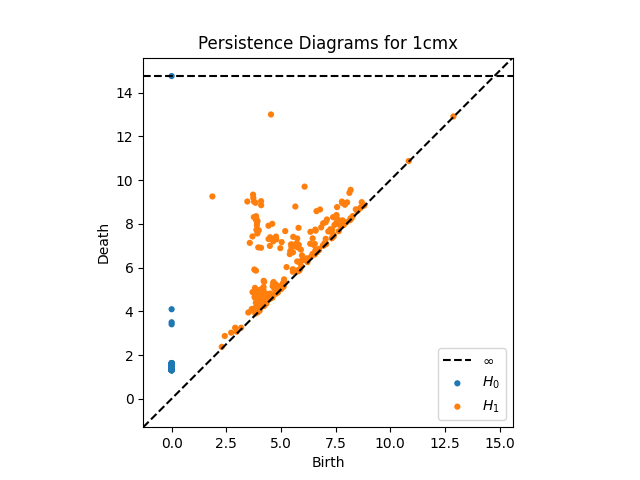 Persistence Diagrams for 1cmx
Death
14
12
10
8
6
4
2
0
0.0 2.5 5.0 7.5 10.0 12.5 15.0
Birth
∞
H₀
H₁